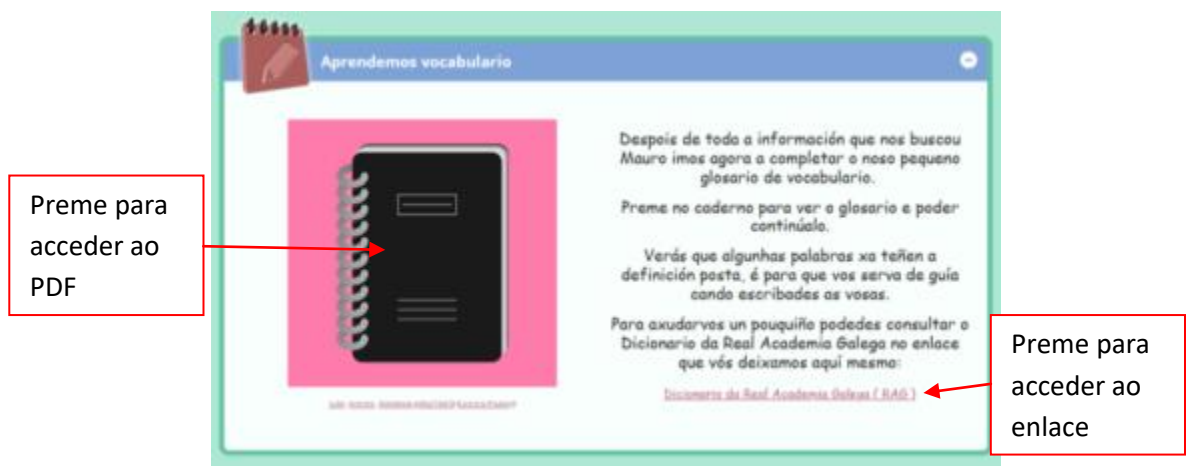 Aprendemos vocabulario
Despois de toda a información que nos buscou
Mauro imos agora a completar o noso pequeno
glosario de vocabulario.
Preme no caderno para ver o glosario e poder
continúalo.
Verás que algunhas palabras xa teñen a
definición posta, é para que vos serva de guía
cando escribades as vosas.
Para axudarvos un pouquiño podedes consultar o
Dicionario da Real Academia Galega no enlace
que vós deixamos aquí mesmo:
Dicionario da Real Academia Galega ( RAG )
Preme para
acceder ao
PDF
Preme para
acceder ao
enlace